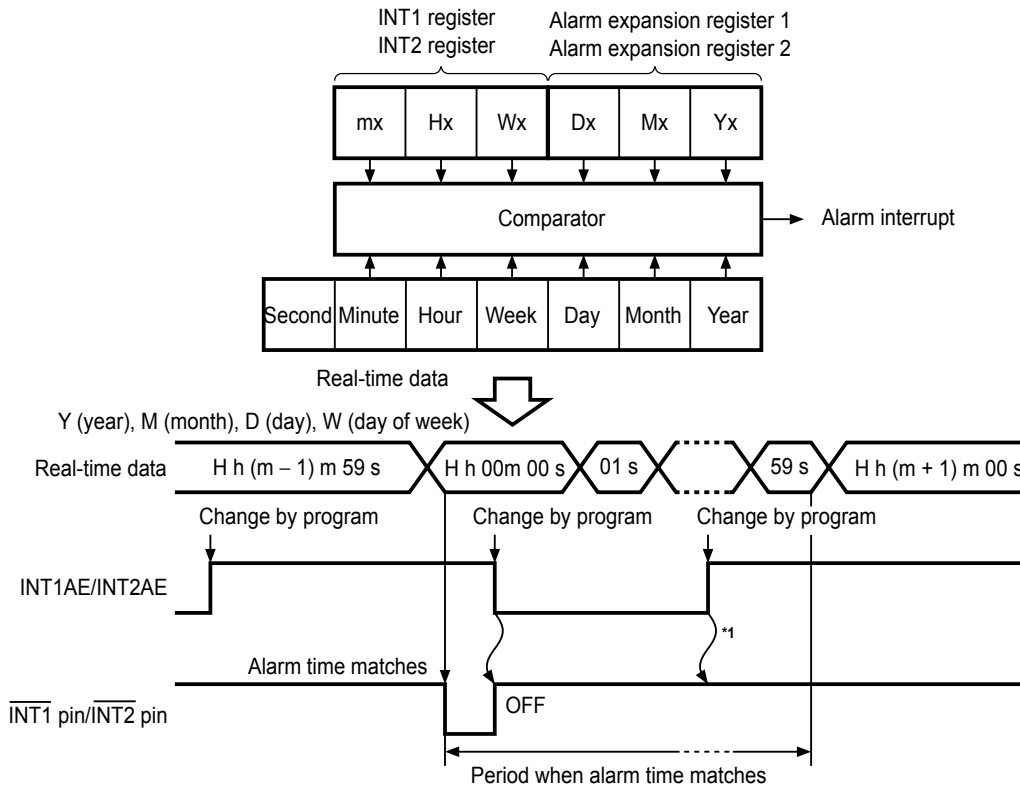 INT1 register
INT2 register
Alarm expansion register 1
Alarm expansion register 2
mx Hx Wx Dx Mx Yx
Comparator
Alarm interrupt
Second Minute Hour Week Day Month Year
Real-time data
Y (year), M (month), D (day), W (day of week)
Real-time data
H h (m − 1) m 59 s
H h 00m 00 s
01 s
59 s
H h (m + 1) m 00 s
Change by program
Change by program
Change by program
INT1AE/INT2AE
*1
Alarm time matches
INT1 pin/INT2 pin
OFF
Period when alarm time matches